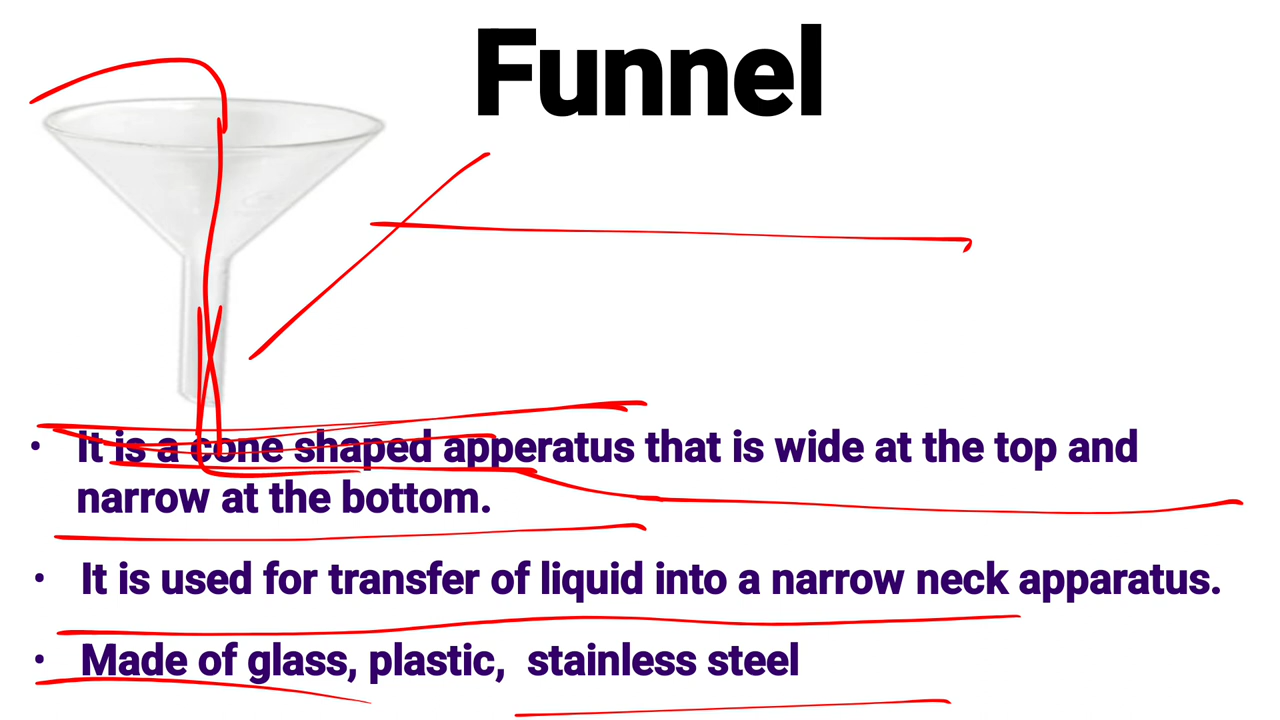 Funnel
• It is a cone shaped apperatus that is wide at the top and
narrow at the bottom.
• It is used for transfer of liquid into a narrow neck apparatus.
• Made of glass, plastic, stainless steel